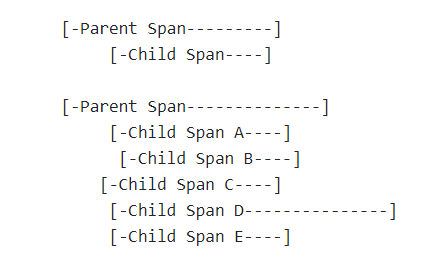 [-Parent Span---------]
[-Child Span----]
[-Parent Span--------------]
[-Child Span A----]
[-Child Span B----]
[-Child Span C----]
[-Child Span D---------------]
[-Child Span E----]